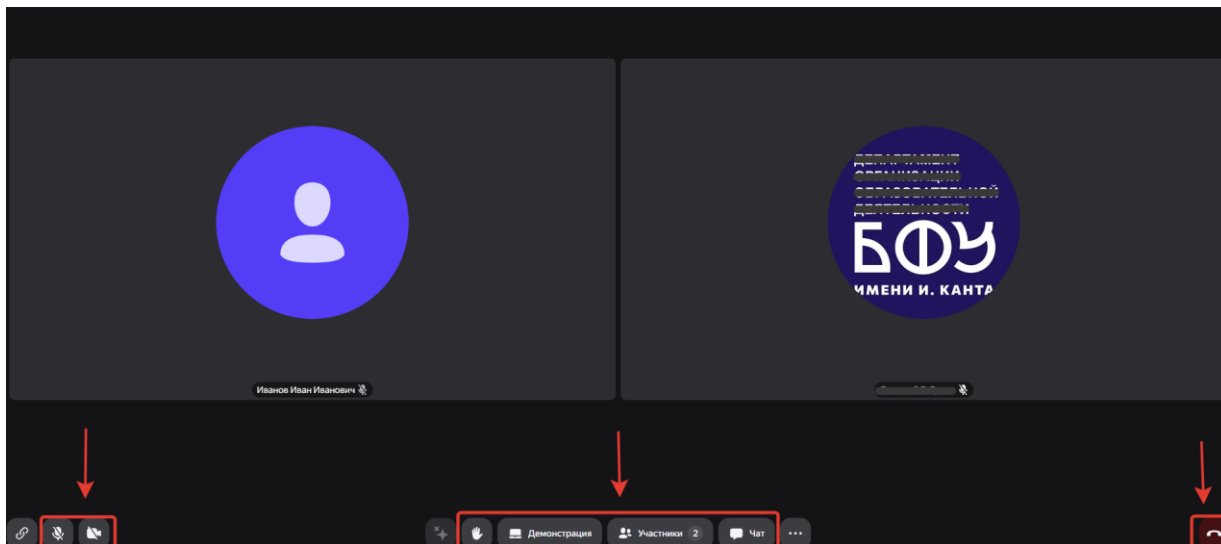 БФУ
ИМЕНИ И. КАНТА
Иванов Иван Иванович
Демонстрация
Участники 2
Чат